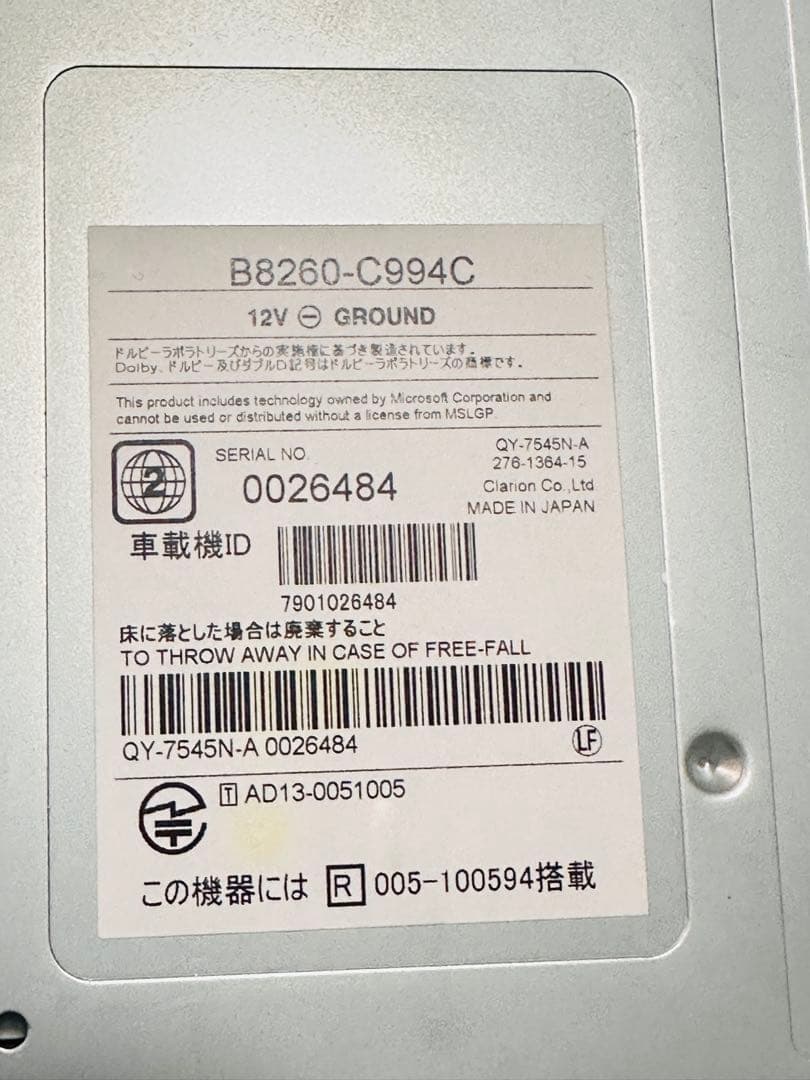 B8260-C994C
12V ⊖ GROUND
ドルビーラボラトリーズからの実施権に基づき製造されています。
Dolby、ドルビー及びダブルD記号はドルビーラボラトリーズの商標です。
This product includes technology owned by Microsoft Corporation and
cannot be used or distributed without a license from MSLGP.
2
SERIAL NO.
0026484
QY-7545N-A
276-1364-15
Clarion Co.,Ltd
MADE IN JAPAN
車載機ID
7901026484
床に落とした場合は廃棄すること
TO THROW AWAY IN CASE OF FREE-FALL
QY-7545N-A 0026484
LF
T AD13-0051005
この機器には R 005-100594搭載